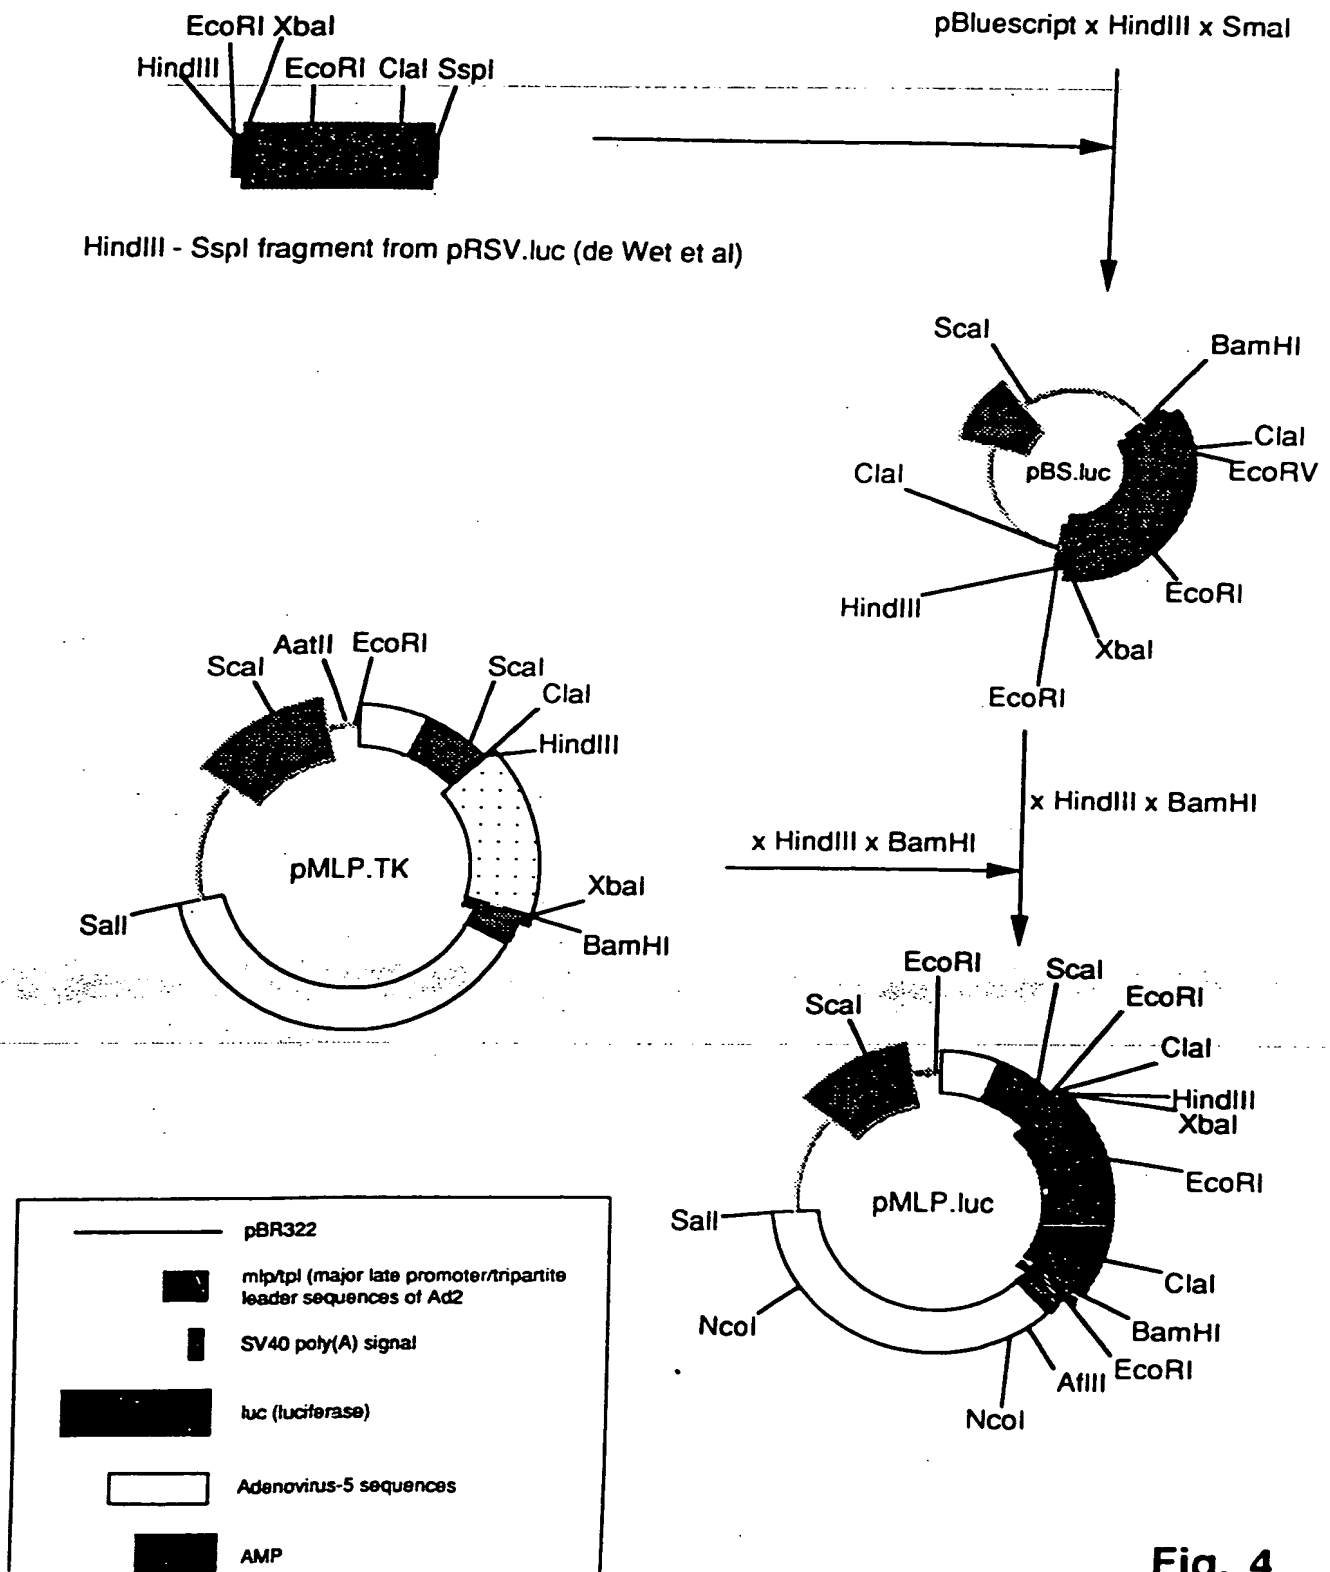 EcoRI XbaI
pBluescript x HindIII x SmaI
HindIII EcoRI ClaI SspI
HindIII - SspI fragment from pRSV.luc (de Wet et al)
ScaI
BamHI
ClaI
EcoRV
ClaI
pBS.luc
HindIII
EcoRI
XbaI
EcoRI
x HindIII x BamHI
x HindIII x BamHI
AatII
EcoRI
ScaI
ScaI
ClaI
HindIII
pMLP.TK
XbaI
SalI
BamHI
EcoRI
ScaI
EcoRI
ScaI
ClaI
HindIII
XbaI
EcoRI
pMLP.luc
SalI
ClaI
NcoI
BamHI
EcoRI
AflII
NcoI
pBR322
mlp/tpl (major late promoter/tripartite
leader sequences of Ad2
SV40 poly(A) signal
luc (luciferase)
Adenovirus-5 sequences
AMP
Fig. 4